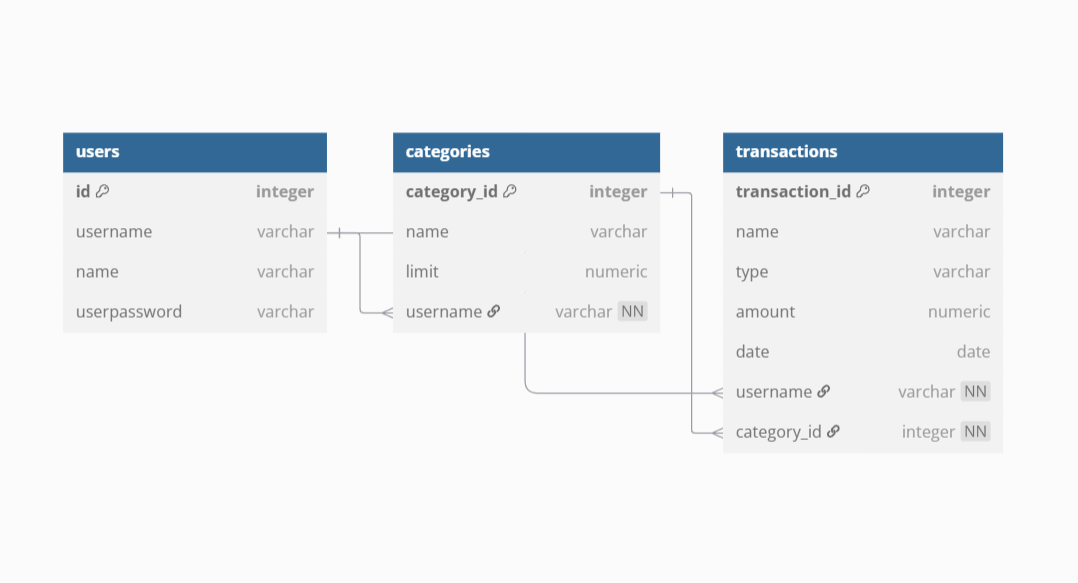 users
id integer
username varchar
name varchar
userpassword varchar
categories
category_id integer
name varchar
limit numeric
username varchar NN
transactions
transaction_id integer
name varchar
type varchar
amount numeric
date date
username varchar NN
category_id integer NN